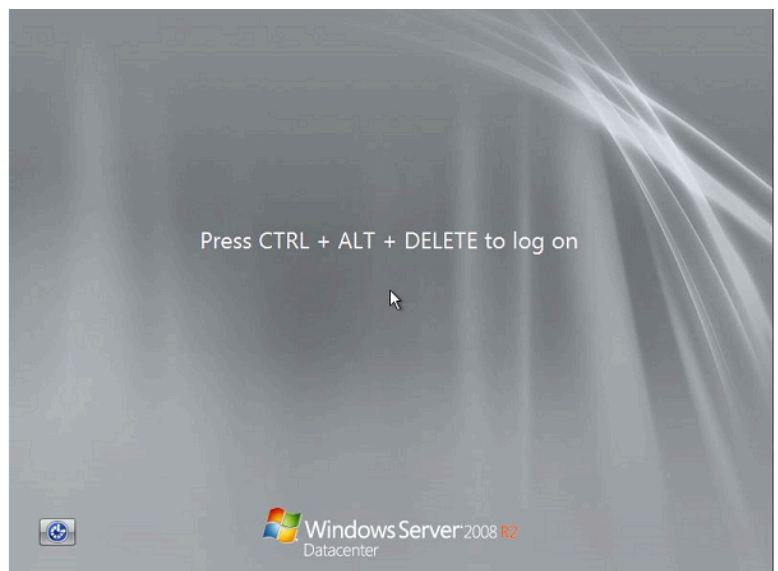 Press CTRL + ALT + DELETE to log on
Windows Server 2008 R2
Datacenter